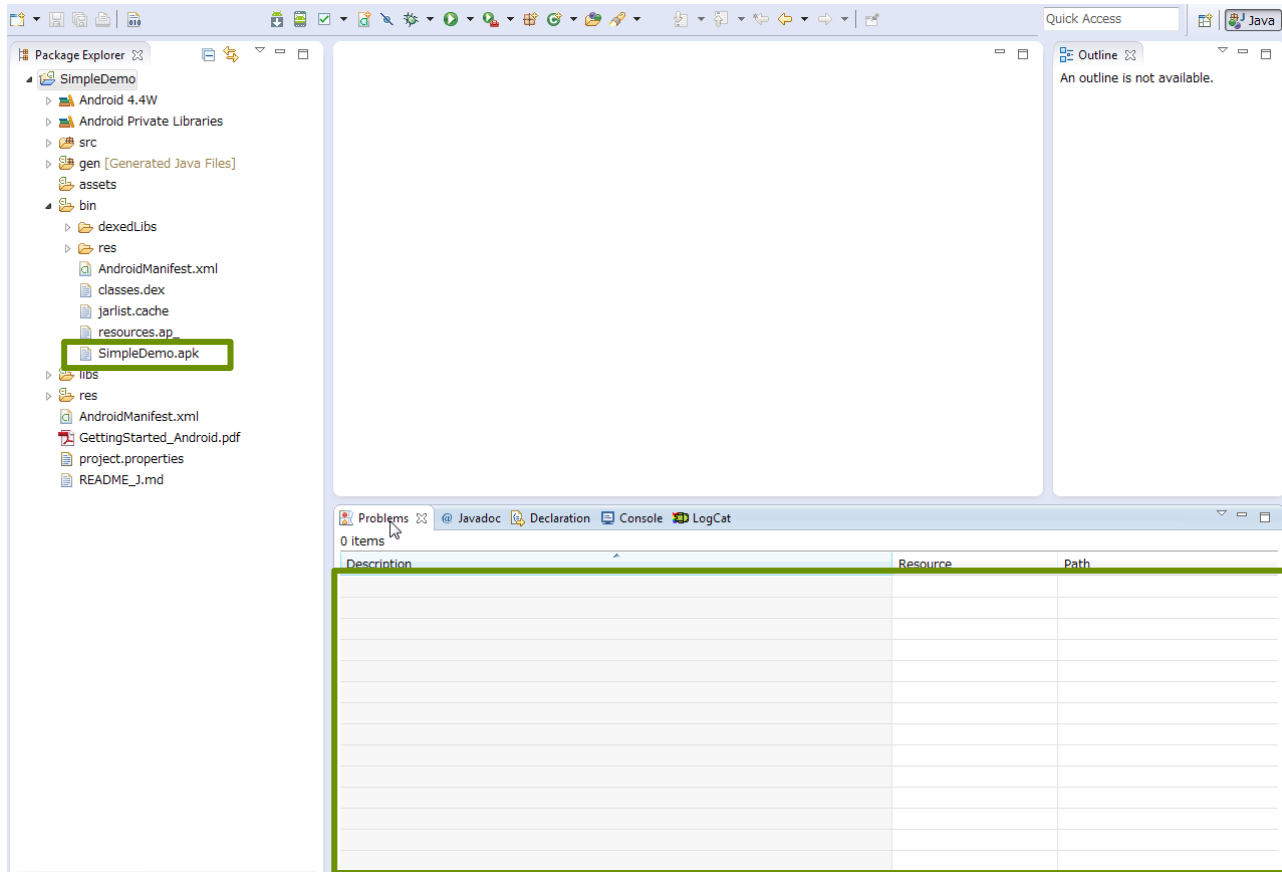 Quick Access
Java
Package Explorer
SimpleDemo
Android 4.4W
Android Private Libraries
src
gen [Generated Java Files]
assets
bin
dexedLibs
res
AndroidManifest.xml
classes.dex
jarlist.cache
resources.ap_
SimpleDemo.apk
libs
res
AndroidManifest.xml
GettingStarted_Android.pdf
project.properties
README_J.md
Outline
An outline is not available.
Problems @ Javadoc Declaration Console LogCat
0 items
Description Resource Path